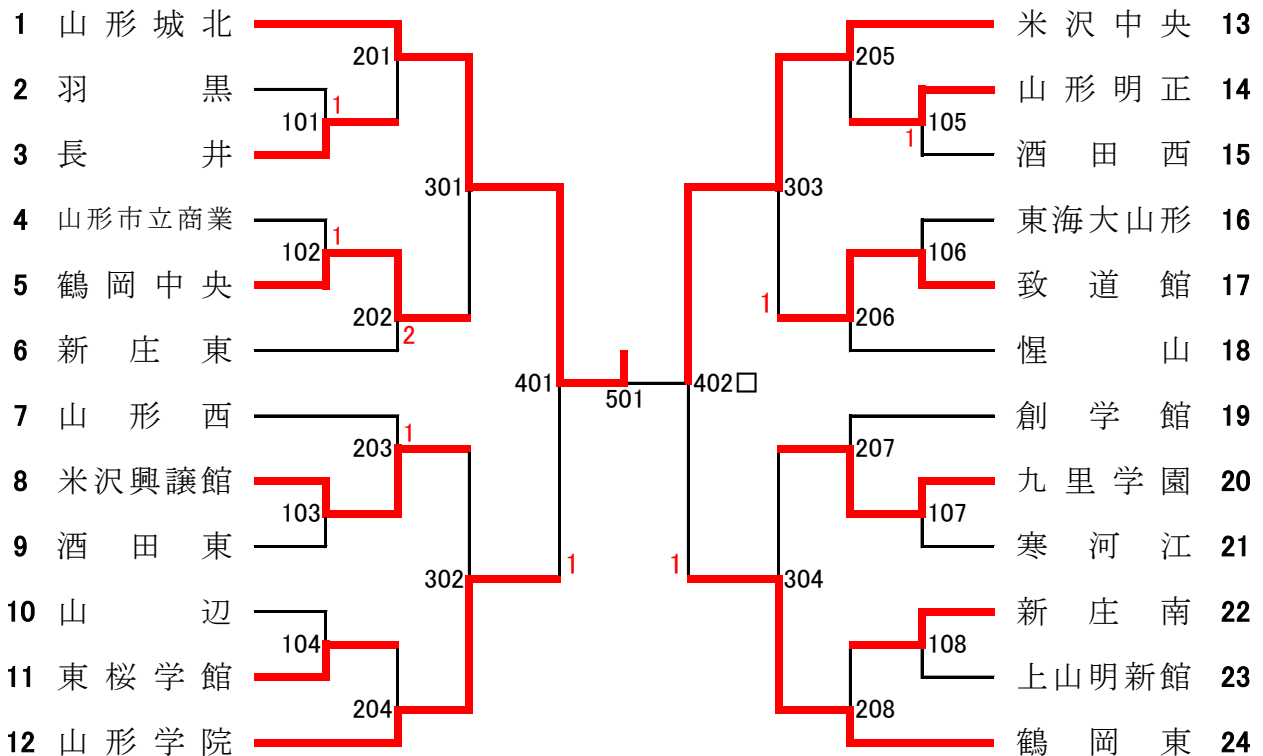 1 山形城北
201
2 羽黒
1
101
3 長井
301
4 山形市立商業
1
102
5 鶴岡中央
202
2
6 新庄東
401
501
7 山形西
1
203
8 米沢興譲館
103
9 酒田東
1
302
10 山辺
104
11 東桜学館
204
12 山形学院
米沢中央 13
205
山形明正 14
105
1
酒田西 15
303
東海大山形 16
106
致道館 17
1
206
惺山 18
402□
創学館 19
207
九里学園 20
107
寒河江 21
1
304
新庄南 22
108
上山明新館 23
208
鶴岡東 24